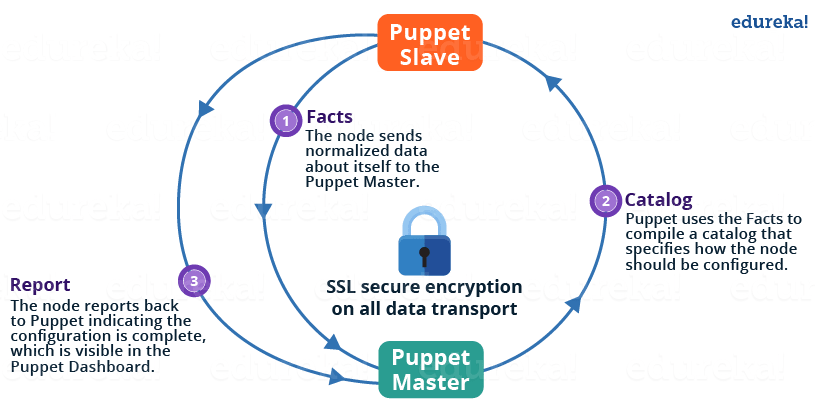 edureka!
Puppet
Slave
1
Facts
The node sends
normalized data
about itself to the
Puppet Master.
2
Catalog
Puppet uses the Facts to
compile a catalog that
specifies how the node
should be configured.
SSL secure encryption
on all data transport
3
Report
The node reports back
to Puppet indicating the
configuration is complete,
which is visible in the
Puppet Dashboard.
Puppet
Master